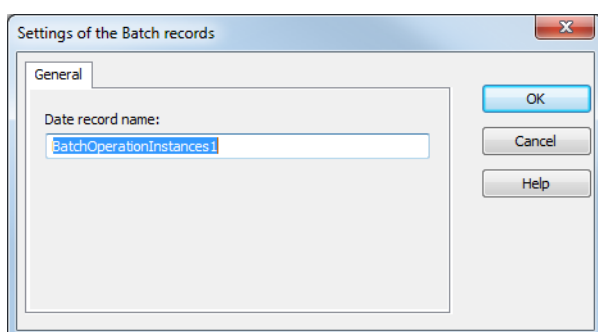 Settings of the Batch records
General
Date record name:
BatchOperationInstances1
OK
Cancel
Help